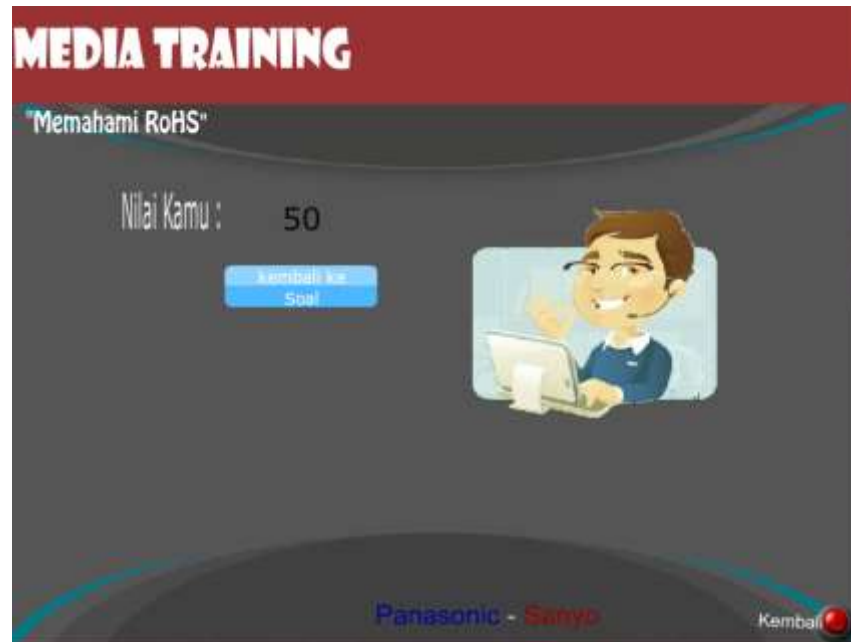 MEDIA TRAINING
"Memahami RoHS"
Nilai Kamu : 50
kembali ke
Soal
Panasonic - Sanyo
Kembali